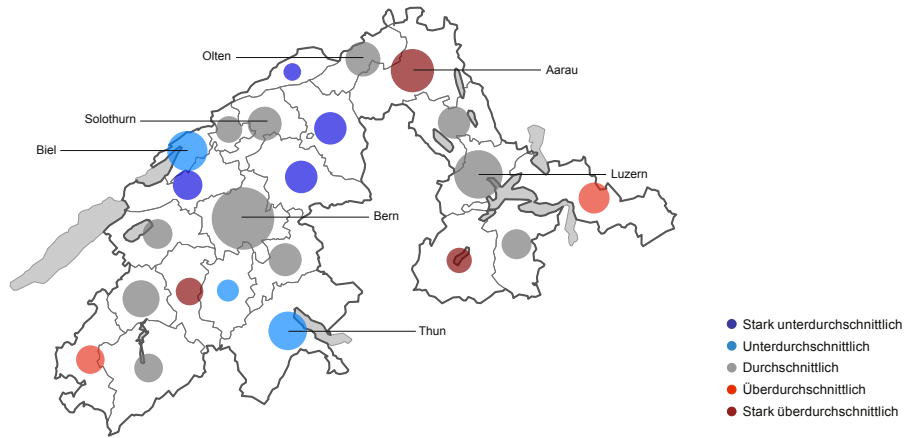 Olten
Aarau
Solothurn
Biel
Luzern
Bern
Thun
Stark unterdurchschnittlich
Unterdurchschnittlich
Durchschnittlich
Überdurchschnittlich
Stark überdurchschnittlich